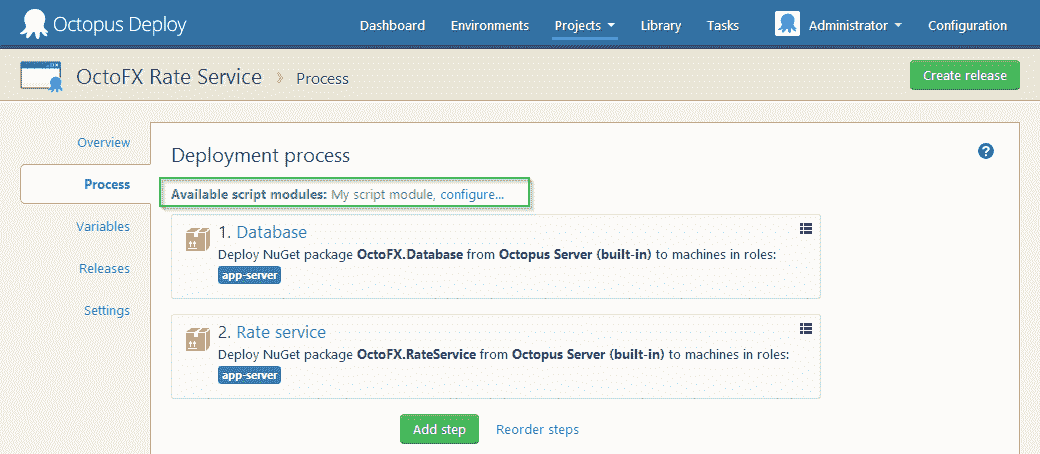 Octopus Deploy
Dashboard Environments Projects Library Tasks Administrator Configuration
OctoFX Rate Service Process
Create release
Overview
Process
Variables
Releases
Settings
Deployment process
?
Available script modules: My script module, configure...
1. Database
Deploy NuGet package OctoFX.Database from Octopus Server (built-in) to machines in roles:
app-server
2. Rate service
Deploy NuGet package OctoFX.RateService from Octopus Server (built-in) to machines in roles:
app-server
Add step Reorder steps